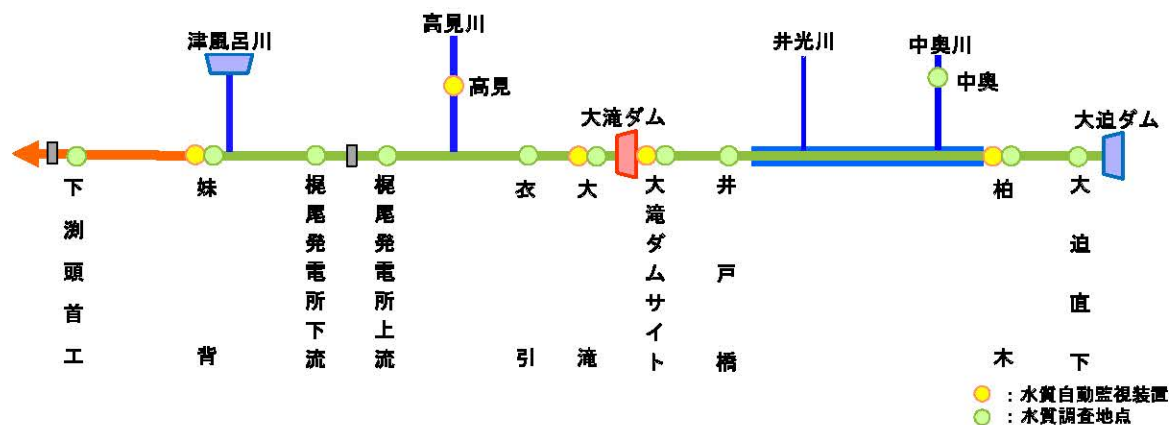 高見川
津風呂川
井光川
中奥川
高見
中奥
大滝ダム
大迫ダム
下渕頭首工
妹背
梶尾発電所下流
梶尾発電所上流
衣引
大滝
大滝ダムサイト
井戸橋
柏木
大迫直下
：水質自動監視装置
：水質調査地点